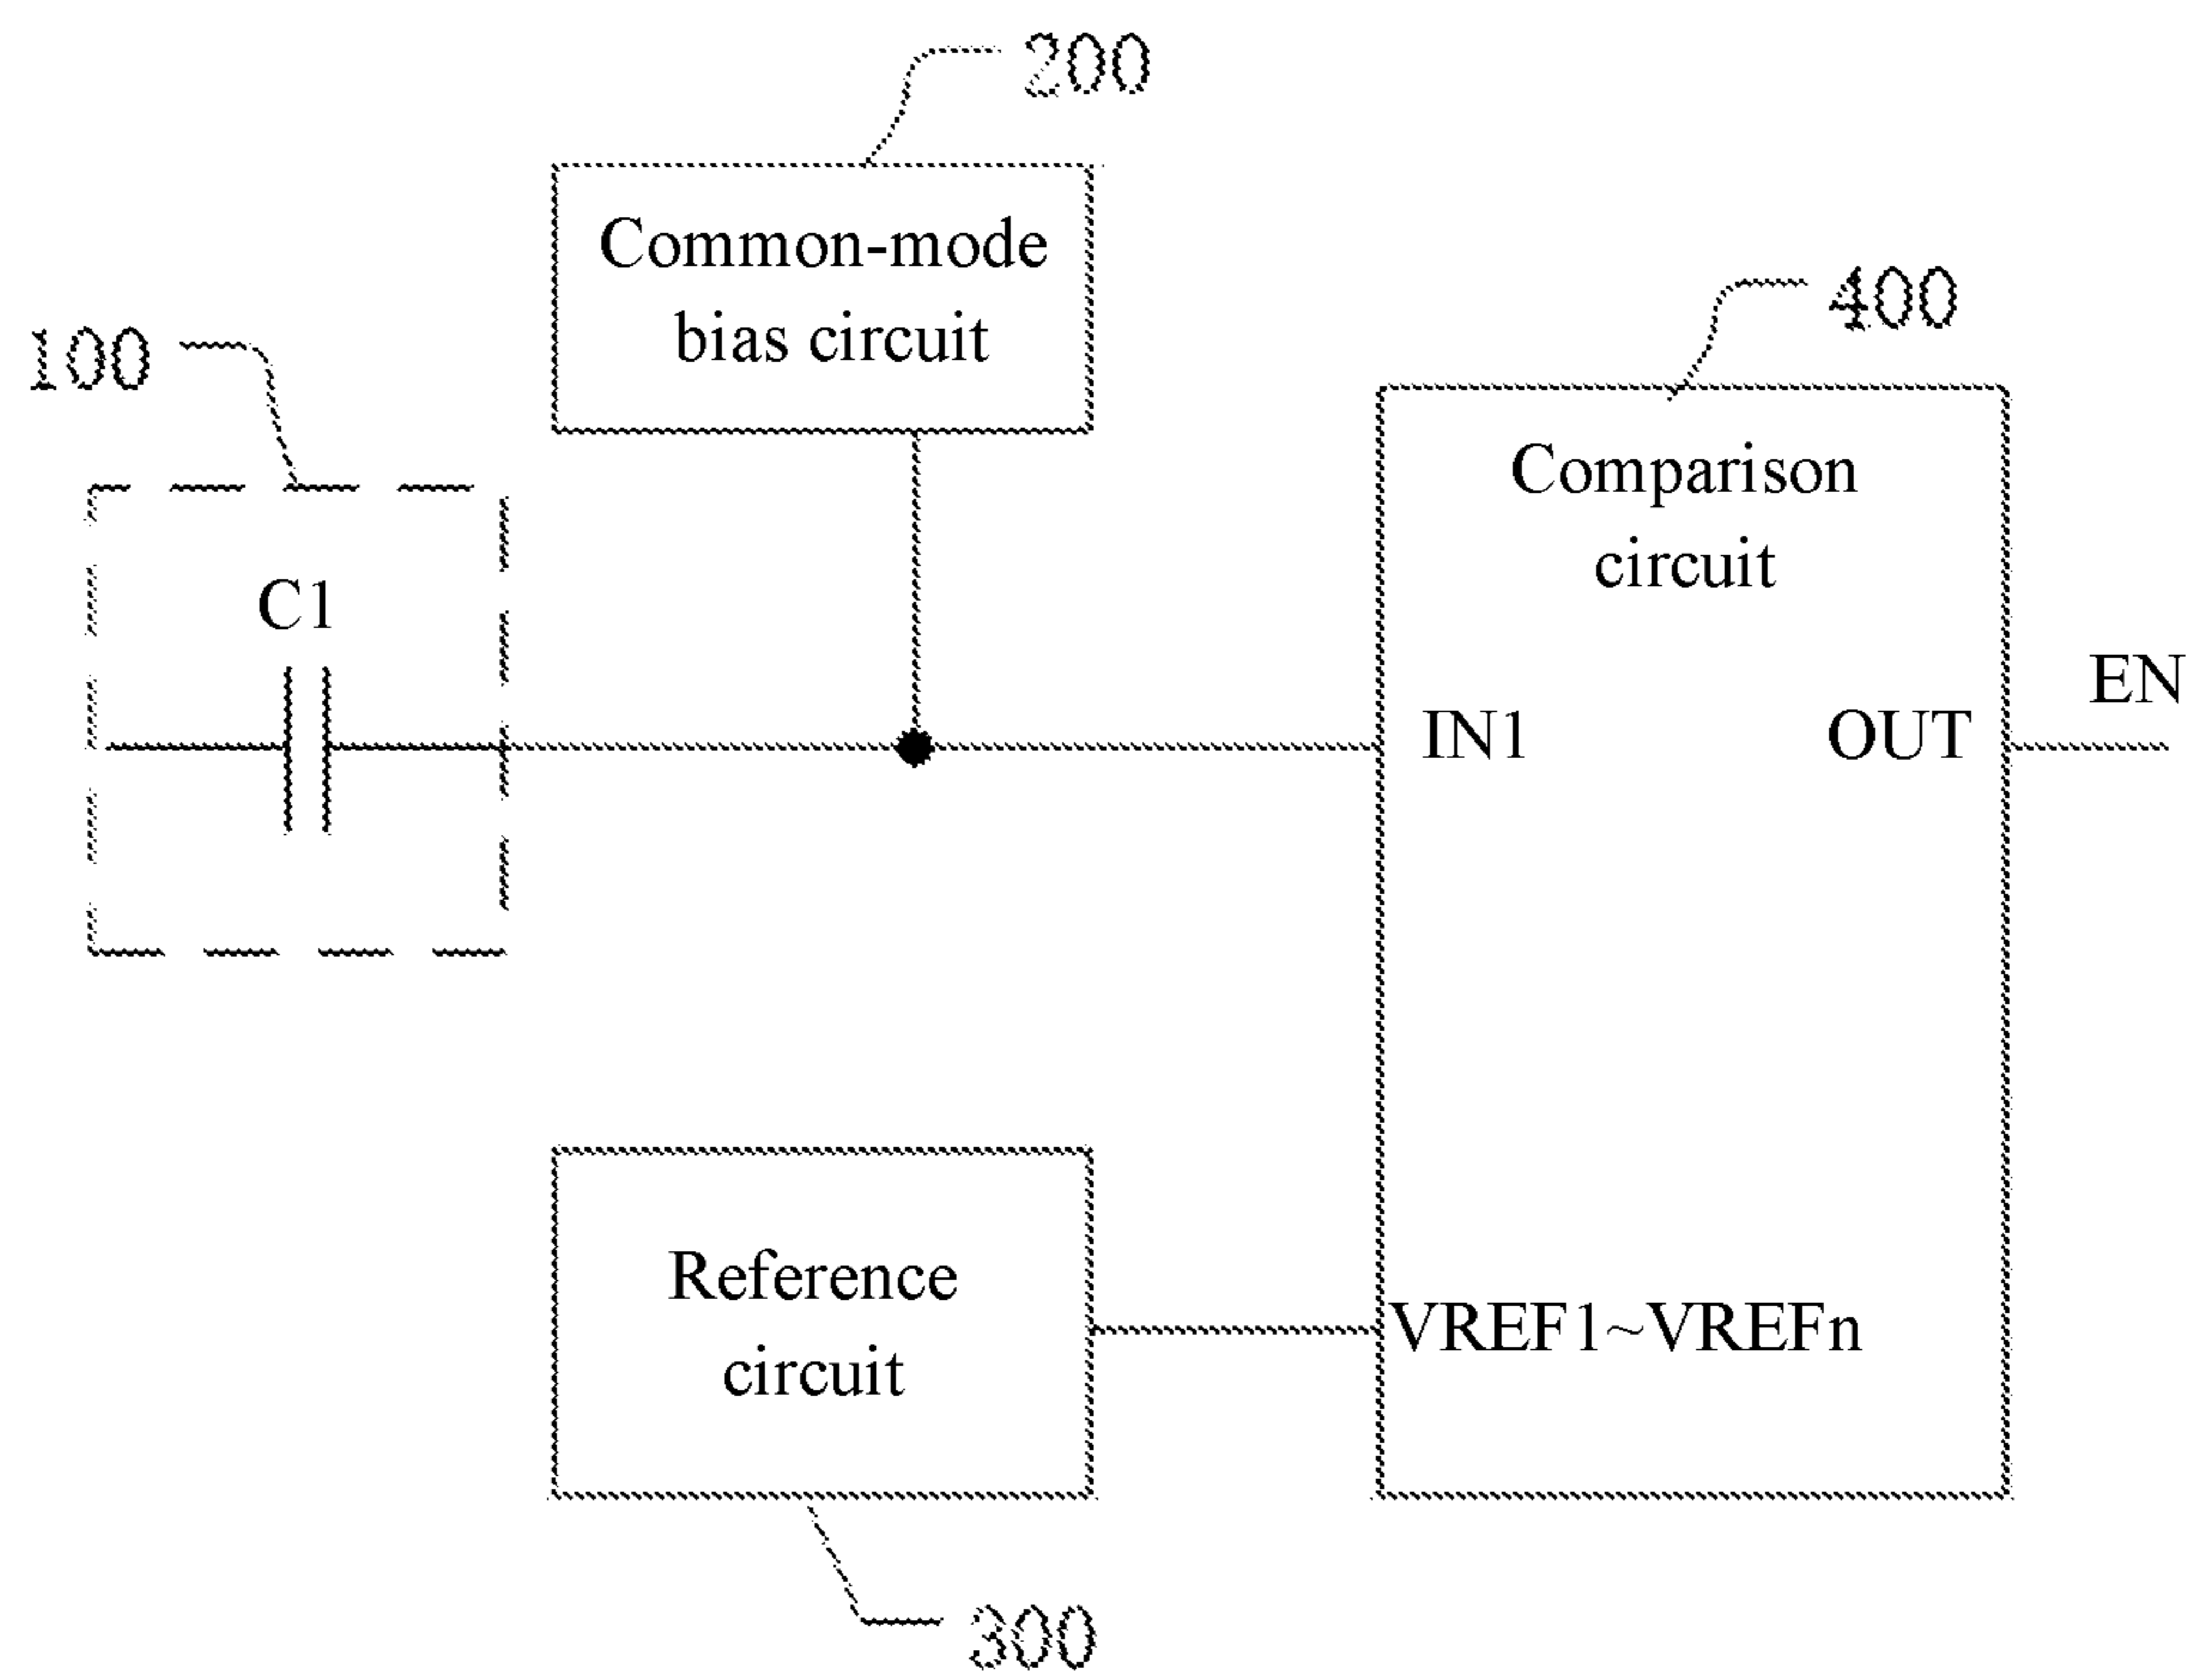 200
Common-mode
bias circuit
400
100
Comparison
circuit
C1
EN
IN1
OUT
Reference
circuit
VREF1~VREFn
300